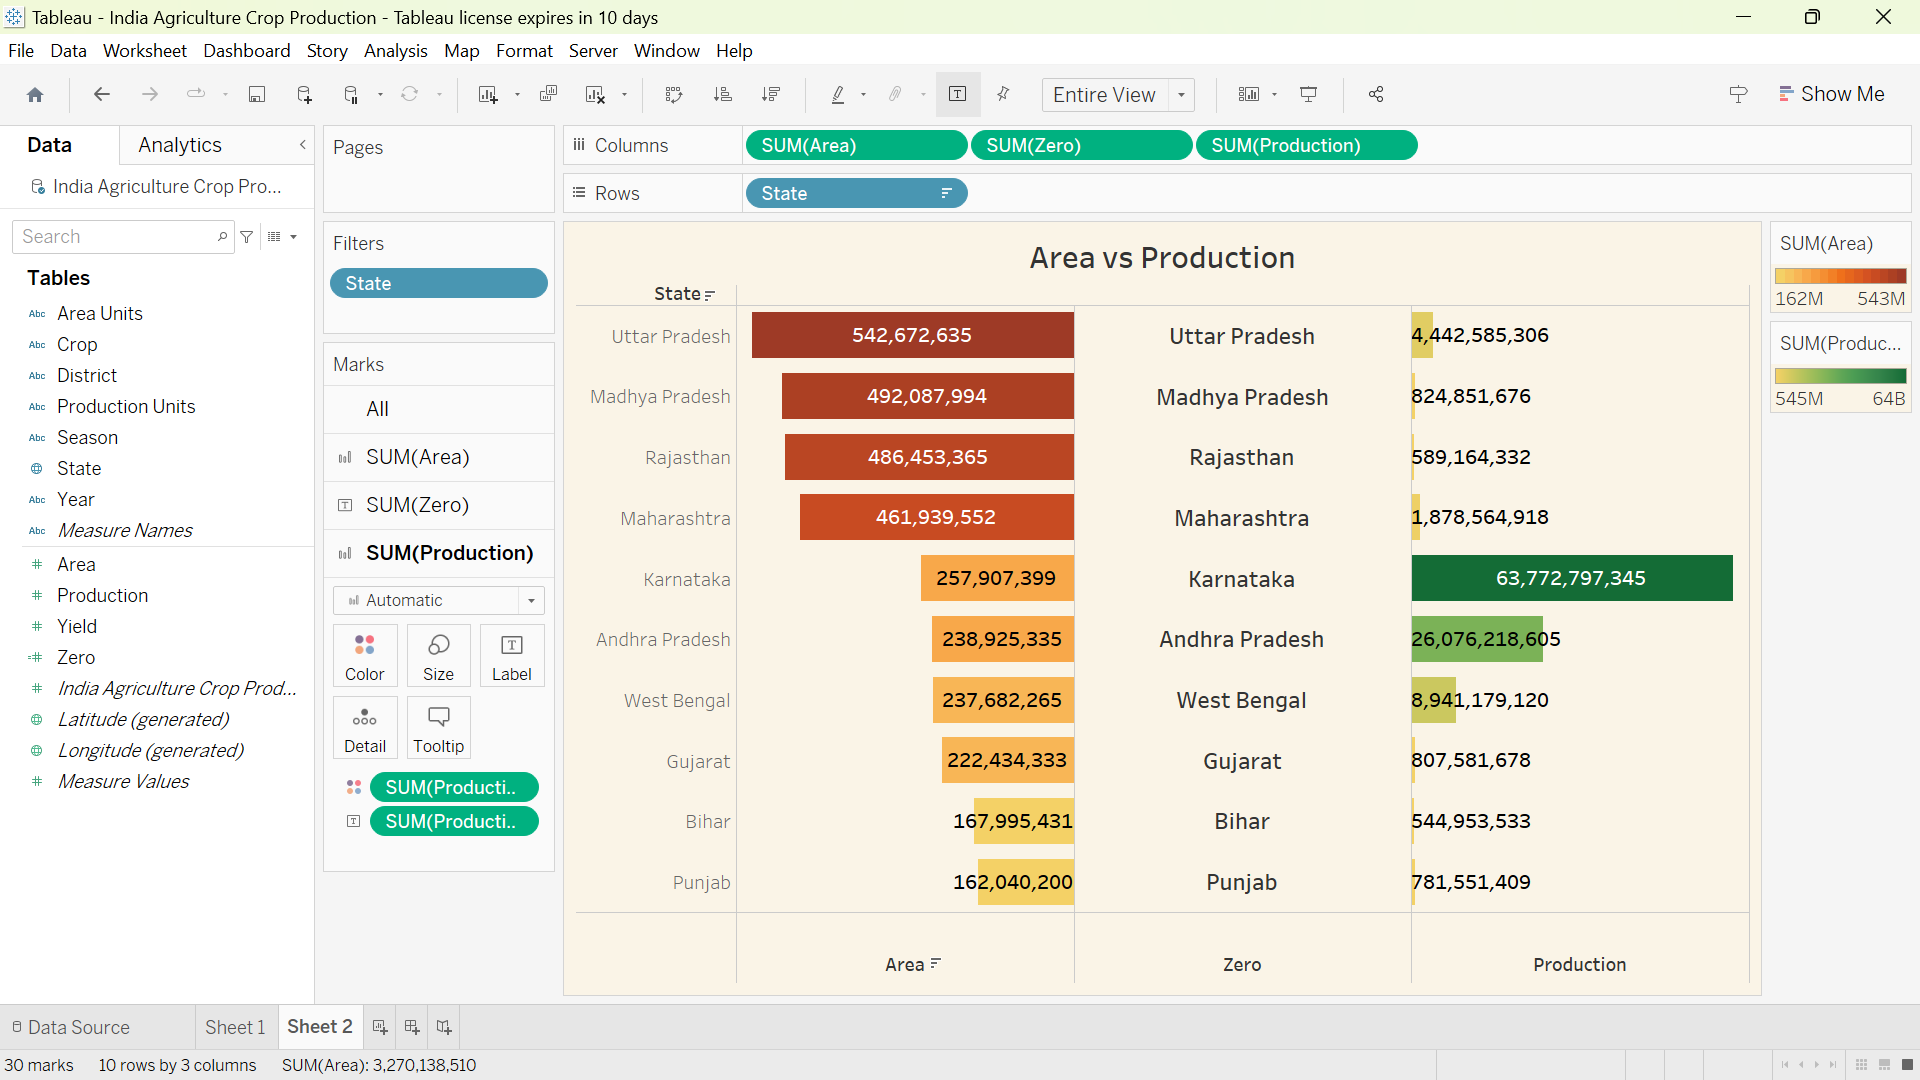 Tableau - India Agriculture Crop Production - Tableau license expires in 10 days
File Data Worksheet Dashboard Story Analysis Map Format Server Window Help
Entire View
Show Me
Data Analytics
India Agriculture Crop Pro...
Search
Tables
Abc Area Units
Abc Crop
Abc District
Abc Production Units
Abc Season
State
Abc Year
Abc Measure Names
# Area
# Production
# Yield
=# Zero
# India Agriculture Crop Prod...
Latitude (generated)
Longitude (generated)
# Measure Values
Pages
Filters
State
Marks
All
SUM(Area)
SUM(Zero)
SUM(Production)
Automatic
Color Size Label
Detail Tooltip
SUM(Producti..
SUM(Producti..
Columns SUM(Area) SUM(Zero) SUM(Production)
Rows State
Area vs Production
State
Uttar Pradesh 542,672,635 Uttar Pradesh 4,442,585,306
Madhya Pradesh 492,087,994 Madhya Pradesh 824,851,676
Rajasthan 486,453,365 Rajasthan 589,164,332
Maharashtra 461,939,552 Maharashtra 1,878,564,918
Karnataka 257,907,399 Karnataka 63,772,797,345
Andhra Pradesh 238,925,335 Andhra Pradesh 26,076,218,605
West Bengal 237,682,265 West Bengal 8,941,179,120
Gujarat 222,434,333 Gujarat 807,581,678
Bihar 167,995,431 Bihar 544,953,533
Punjab 162,040,200 Punjab 781,551,409
Area Zero Production
SUM(Area)
162M 543M
SUM(Produc...
545M 64B
Data Source Sheet 1 Sheet 2
30 marks 10 rows by 3 columns SUM(Area): 3,270,138,510